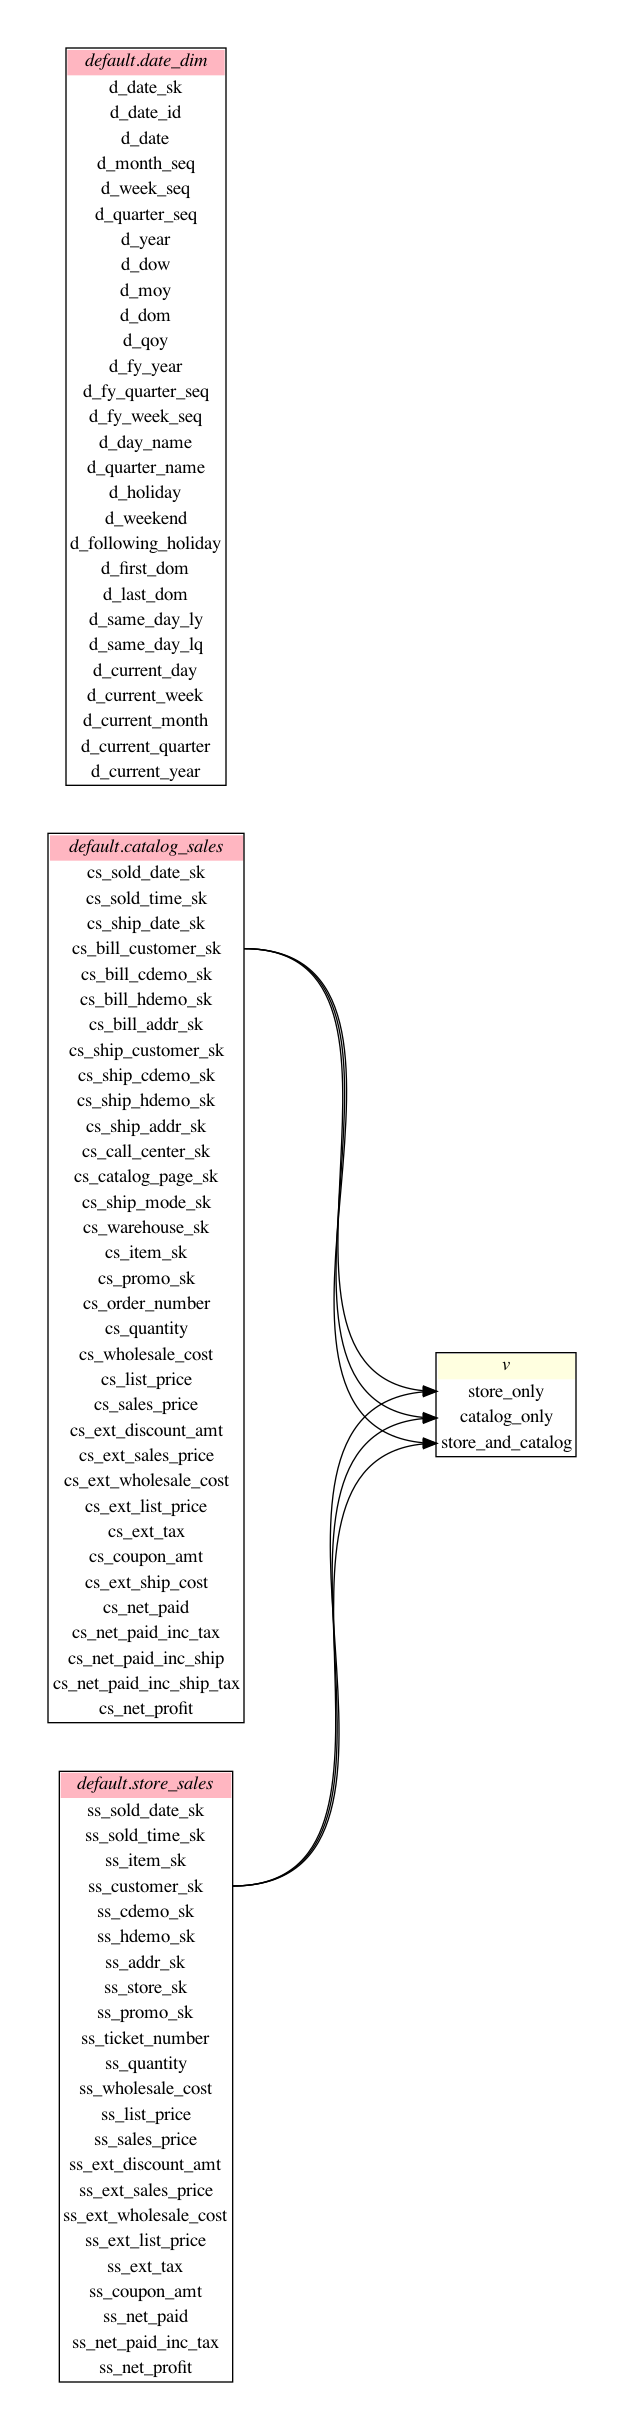 default.date_dim
d_date_sk
d_date_id
d_date
d_month_seq
d_week_seq
d_quarter_seq
d_year
d_dow
d_moy
d_dom
d_qoy
d_fy_year
d_fy_quarter_seq
d_fy_week_seq
d_day_name
d_quarter_name
d_holiday
d_weekend
d_following_holiday
d_first_dom
d_last_dom
d_same_day_ly
d_same_day_lq
d_current_day
d_current_week
d_current_month
d_current_quarter
d_current_year
default.catalog_sales
cs_sold_date_sk
cs_sold_time_sk
cs_ship_date_sk
cs_bill_customer_sk
cs_bill_cdemo_sk
cs_bill_hdemo_sk
cs_bill_addr_sk
cs_ship_customer_sk
cs_ship_cdemo_sk
cs_ship_hdemo_sk
cs_ship_addr_sk
cs_call_center_sk
cs_catalog_page_sk
cs_ship_mode_sk
cs_warehouse_sk
cs_item_sk
cs_promo_sk
cs_order_number
cs_quantity
cs_wholesale_cost
cs_list_price
cs_sales_price
cs_ext_discount_amt
cs_ext_sales_price
cs_ext_wholesale_cost
cs_ext_list_price
cs_ext_tax
cs_coupon_amt
cs_ext_ship_cost
cs_net_paid
cs_net_paid_inc_tax
cs_net_paid_inc_ship
cs_net_paid_inc_ship_tax
cs_net_profit
v
store_only
catalog_only
store_and_catalog
default.store_sales
ss_sold_date_sk
ss_sold_time_sk
ss_item_sk
ss_customer_sk
ss_cdemo_sk
ss_hdemo_sk
ss_addr_sk
ss_store_sk
ss_promo_sk
ss_ticket_number
ss_quantity
ss_wholesale_cost
ss_list_price
ss_sales_price
ss_ext_discount_amt
ss_ext_sales_price
ss_ext_wholesale_cost
ss_ext_list_price
ss_ext_tax
ss_coupon_amt
ss_net_paid
ss_net_paid_inc_tax
ss_net_profit